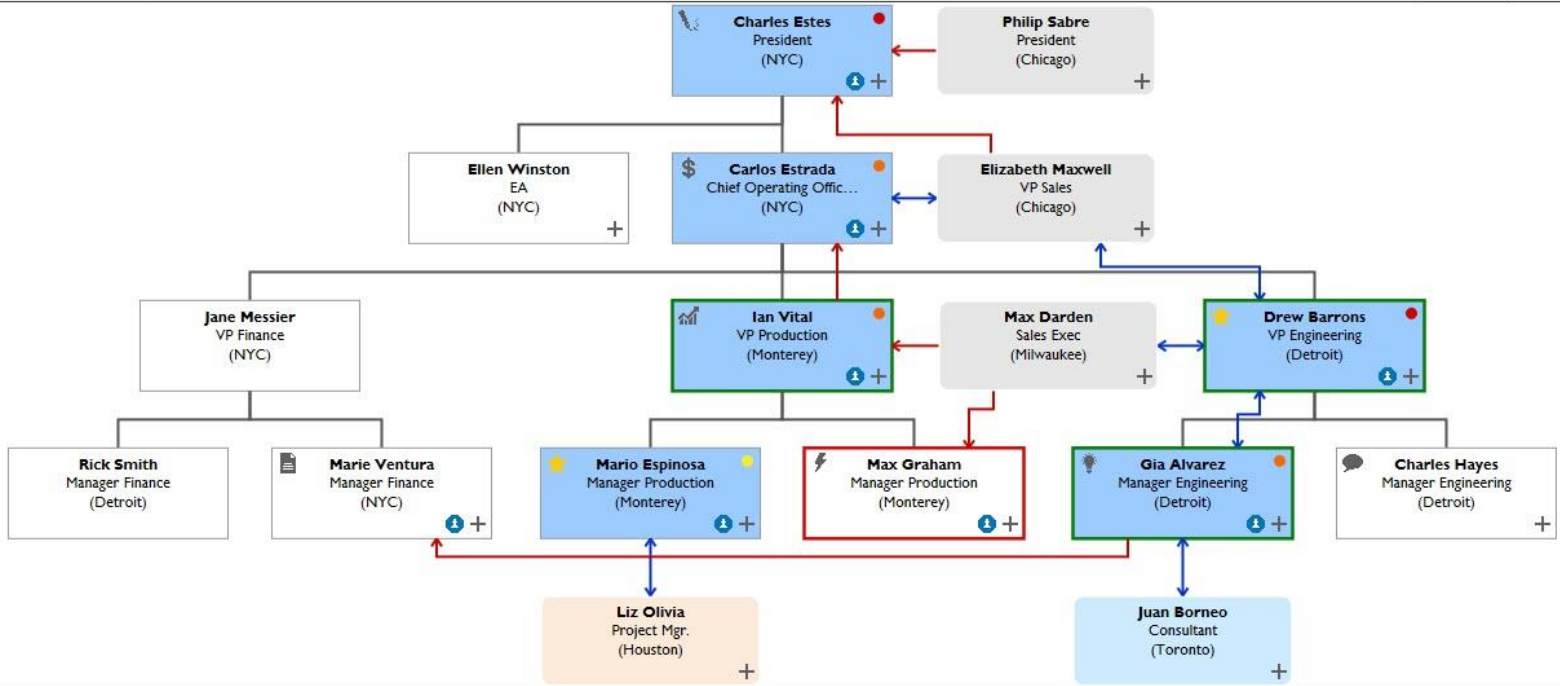 Charles Estes
President
(NYC)
Philip Sabre
President
(Chicago)
Ellen Winston
EA
(NYC)
$
Carlos Estrada
Chief Operating Offic...
(NYC)
Elizabeth Maxwell
VP Sales
(Chicago)
Jane Messier
VP Finance
(NYC)
Ian Vital
VP Production
(Monterey)
Max Darden
Sales Exec
(Milwaukee)
Drew Barrons
VP Engineering
(Detroit)
Rick Smith
Manager Finance
(Detroit)
Marie Ventura
Manager Finance
(NYC)
Mario Espinosa
Manager Production
(Monterey)
Max Graham
Manager Production
(Monterey)
Gia Alvarez
Manager Engineering
(Detroit)
Charles Hayes
Manager Engineering
(Detroit)
Liz Olivia
Project Mgr.
(Houston)
Juan Borneo
Consultant
(Toronto)